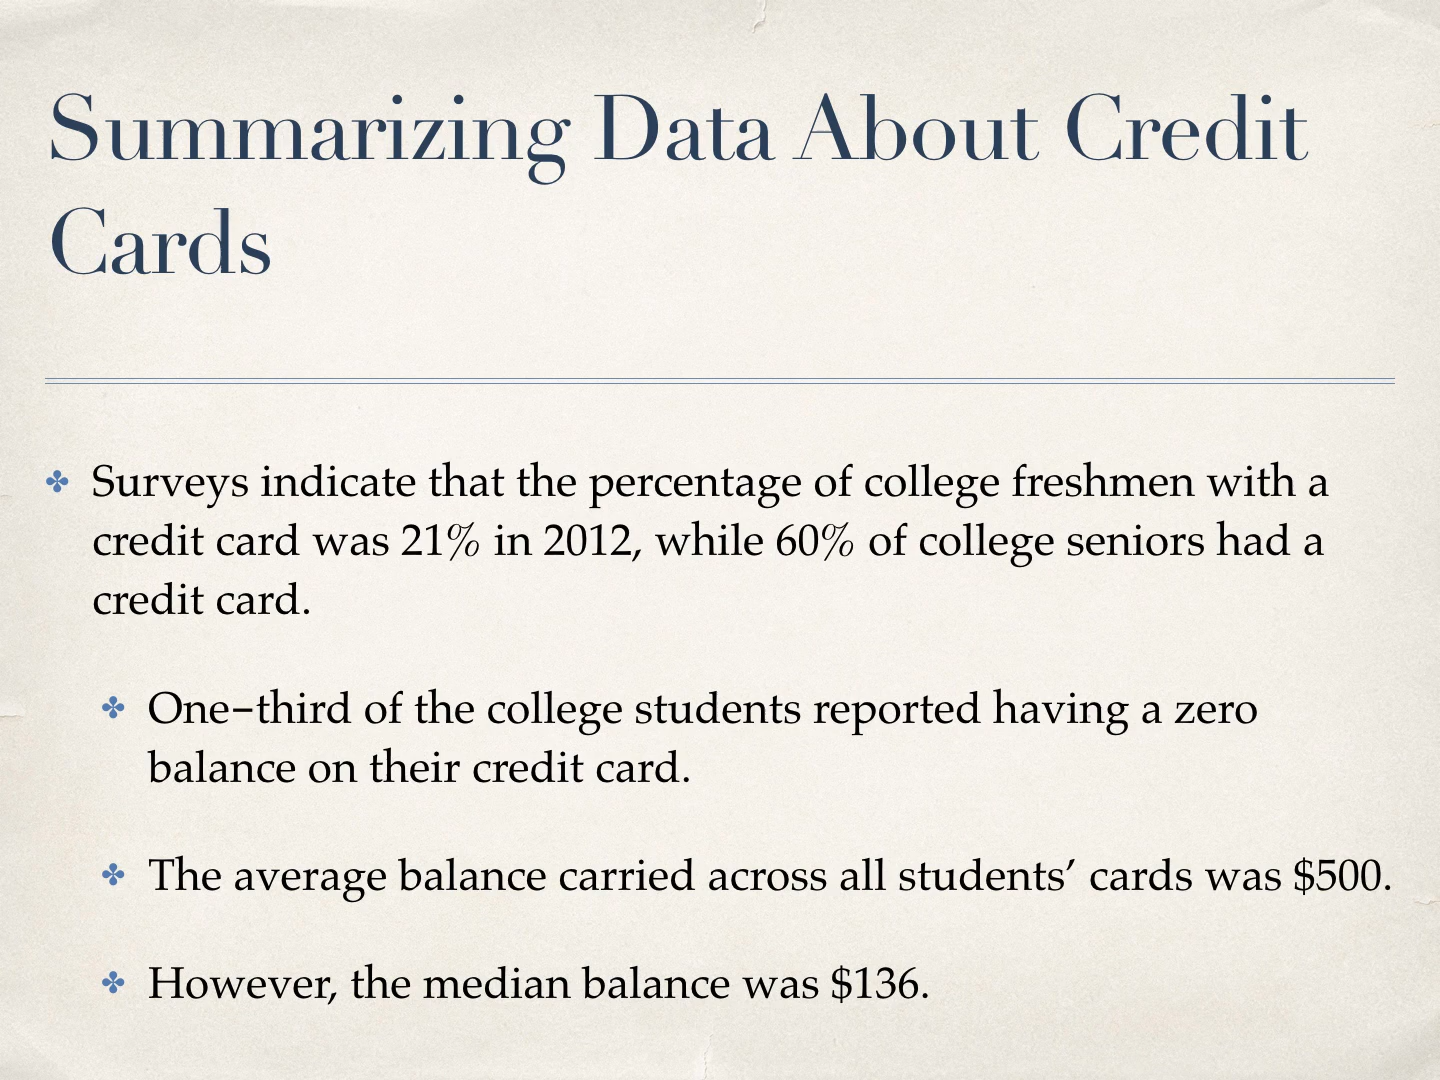 Summarizing Data About Credit
Cards
Surveys indicate that the percentage of college freshmen with a
credit card was 21% in 2012, while 60% of college seniors had a
credit card.
One−third of the college students reported having a zero
balance on their credit card.
The average balance carried across all students’ cards was $500.
However, the median balance was $136.